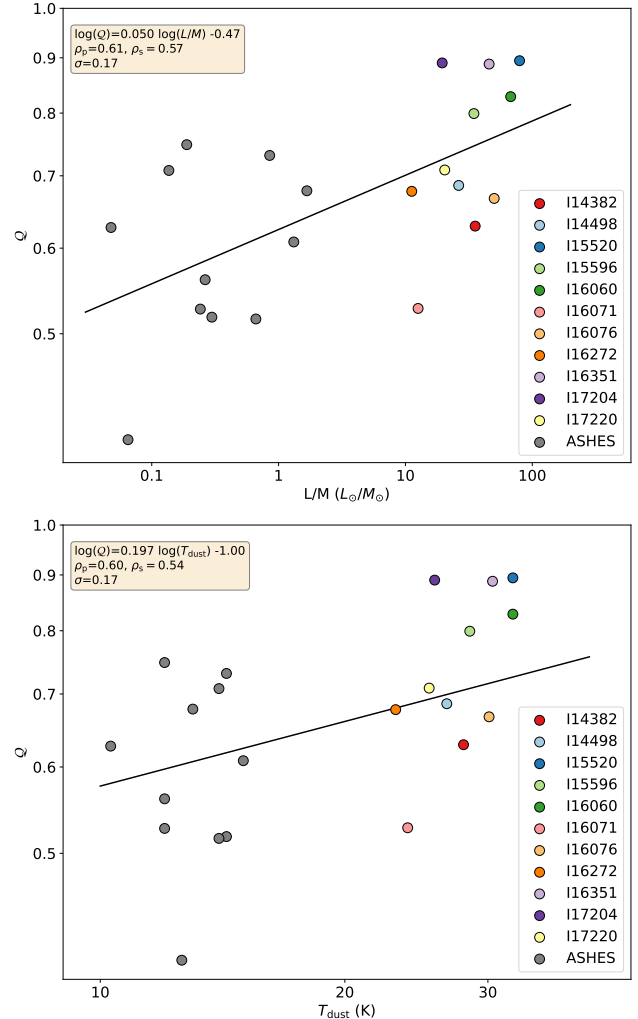 1.0
log(𝒬)=0.050 log(L/M) -0.47
ρp=0.61, ρs = 0.57
σ=0.17
0.9
0.8
0.7
0.6
0.5
𝒬
I14382
I14498
I15520
I15596
I16060
I16071
I16076
I16272
I16351
I17204
I17220
ASHES
0.1 1 10 100
L/M (L⊙/M⊙)
1.0
log(𝒬)=0.197 log(Tdust) -1.00
ρp=0.60, ρs = 0.54
σ=0.17
0.9
0.8
0.7
0.6
0.5
𝒬
I14382
I14498
I15520
I15596
I16060
I16071
I16076
I16272
I16351
I17204
I17220
ASHES
10 20 30
Tdust (K)